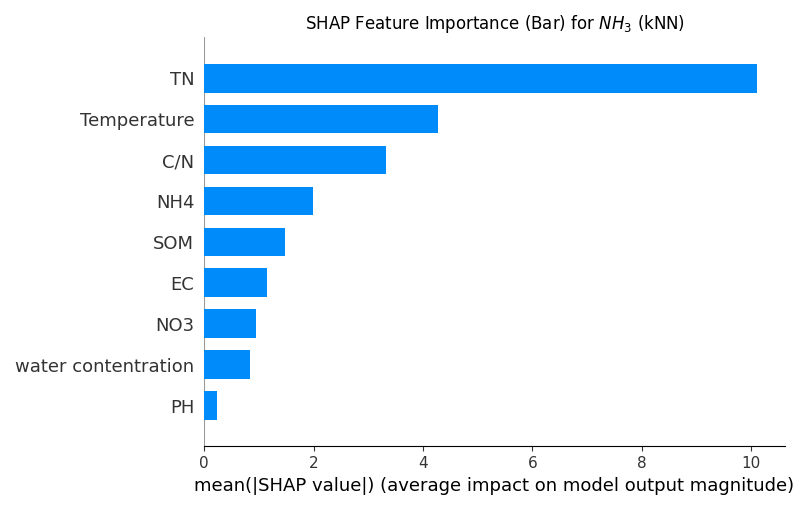 SHAP Feature Importance (Bar) for $NH_3$ (kNN)
TN
Temperature
C/N
NH4
SOM
EC
NO3
water contentration
PH
0 2 4 6 8 10
mean(|SHAP value|) (average impact on model output magnitude)